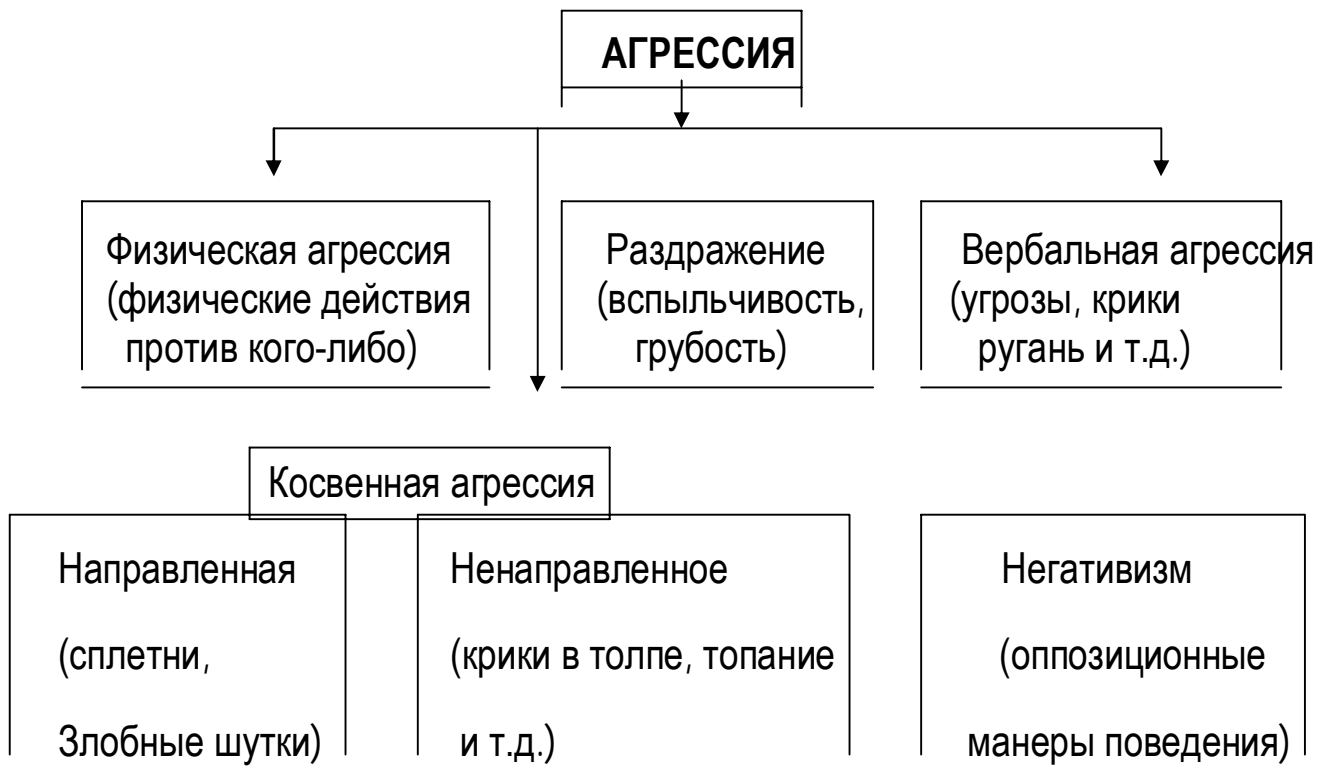 АГРЕССИЯ
Физическая агрессия
(физические действия
против кого-либо)
Раздражение
(вспыльчивость,
грубость)
Вербальная агрессия
(угрозы, крики
ругань и т.д.)
Косвенная агрессия
Направленная
(сплетни,
Злобные шутки)
Ненаправленное
(крики в толпе, топание
и т.д.)
Негативизм
(оппозиционные
манеры поведения)